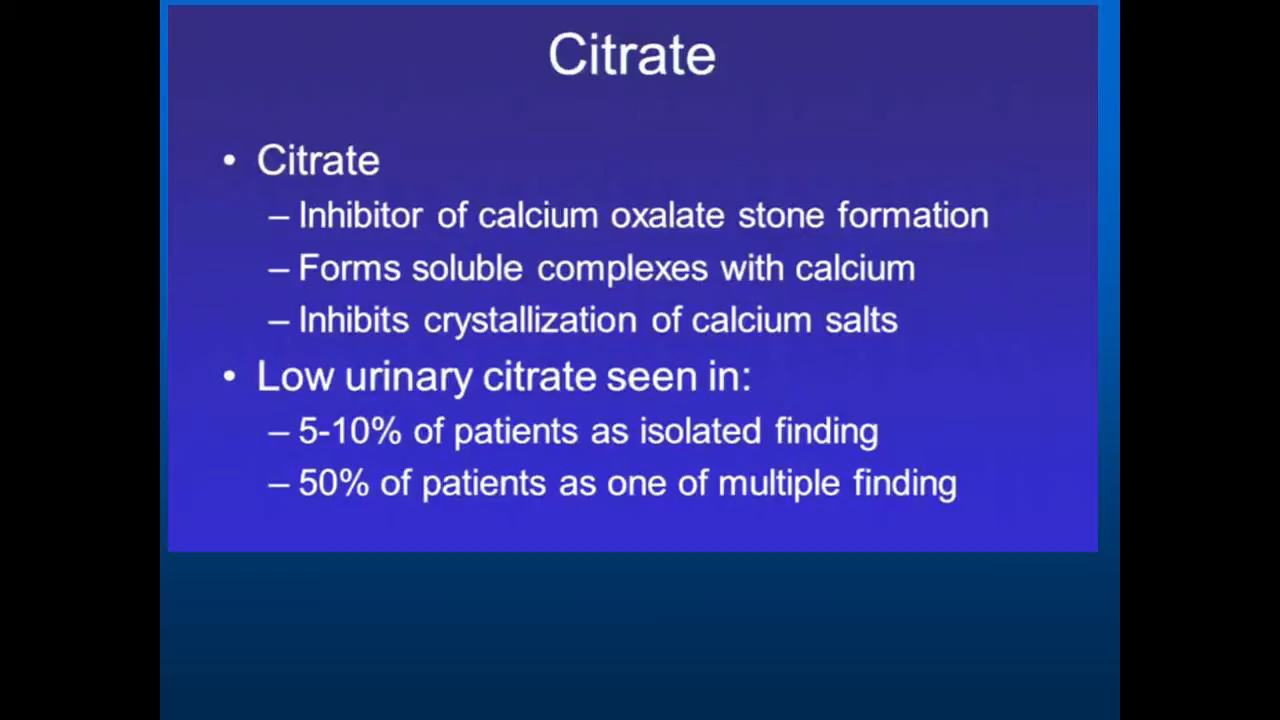 Citrate
• Citrate
– Inhibitor of calcium oxalate stone formation
– Forms soluble complexes with calcium
– Inhibits crystallization of calcium salts
• Low urinary citrate seen in:
– 5-10% of patients as isolated finding
– 50% of patients as one of multiple finding